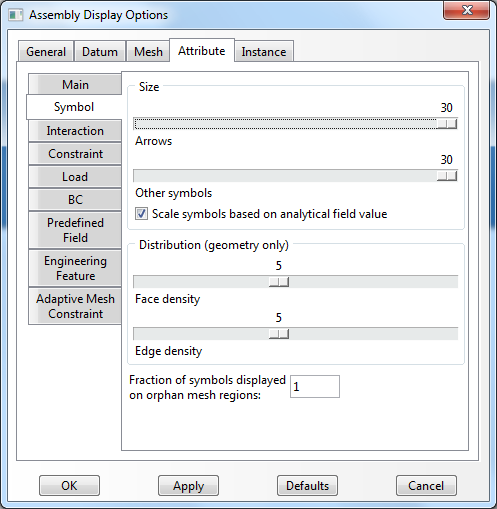 Assembly Display Options
General Datum Mesh Attribute Instance
Main
Symbol
Interaction
Constraint
Load
BC
Predefined
Field
Engineering
Feature
Adaptive Mesh
Constraint
Size
30
Arrows
30
Other symbols
Scale symbols based on analytical field value
Distribution (geometry only)
5
Face density
5
Edge density
Fraction of symbols displayed
on orphan mesh regions:
1
OK Apply Defaults Cancel